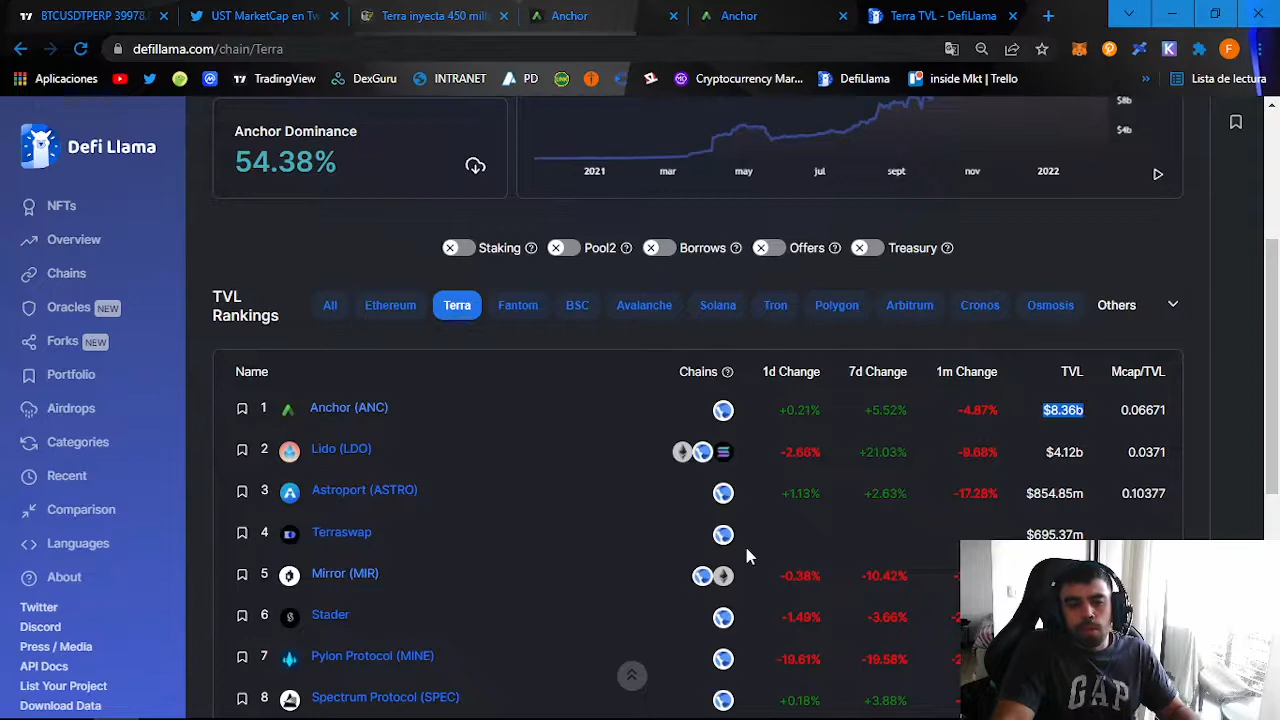 BTCUSDTPERP 39978.
UST MarketCap en Tw
Terra inyecta 450 mill
Anchor
Anchor
Terra TVL - DefiLlama
defillama.com/chain/Terra
Aplicaciones
TradingView
DexGuru
INTRANET
PD
Cryptocurrency Mar...
DefiLlama
inside Mkt | Trello
»
Lista de lectura
Defi Llama
NFTs
Overview
Chains
Oracles NEW
Forks NEW
Portfolio
Airdrops
Categories
Recent
Comparison
Languages
About
Twitter
Discord
Press / Media
API Docs
List Your Project
Download Data
Anchor Dominance
54.38%
$8b
$4b
2021 mar may jul sept nov 2022
Staking Pool2 Borrows Offers Treasury
TVL
Rankings
All Ethereum Terra Fantom BSC Avalanche Solana Tron Polygon Arbitrum Cronos Osmosis Others
Name Chains 1d Change 7d Change 1m Change TVL Mcap/TVL
1 Anchor (ANC) +0.21% +5.52% -4.87% $8.36b 0.06671
2 Lido (LDO) -2.66% +21.03% -9.68% $4.12b 0.0371
3 Astroport (ASTRO) +1.13% +2.63% -17.28% $854.85m 0.10377
4 Terraswap $695.37m
5 Mirror (MIR) -0.38% -10.42%
6 Stader -1.49% -3.66%
7 Pylon Protocol (MINE) -19.61% -19.58%
8 Spectrum Protocol (SPEC) +0.18% +3.88%
GAP